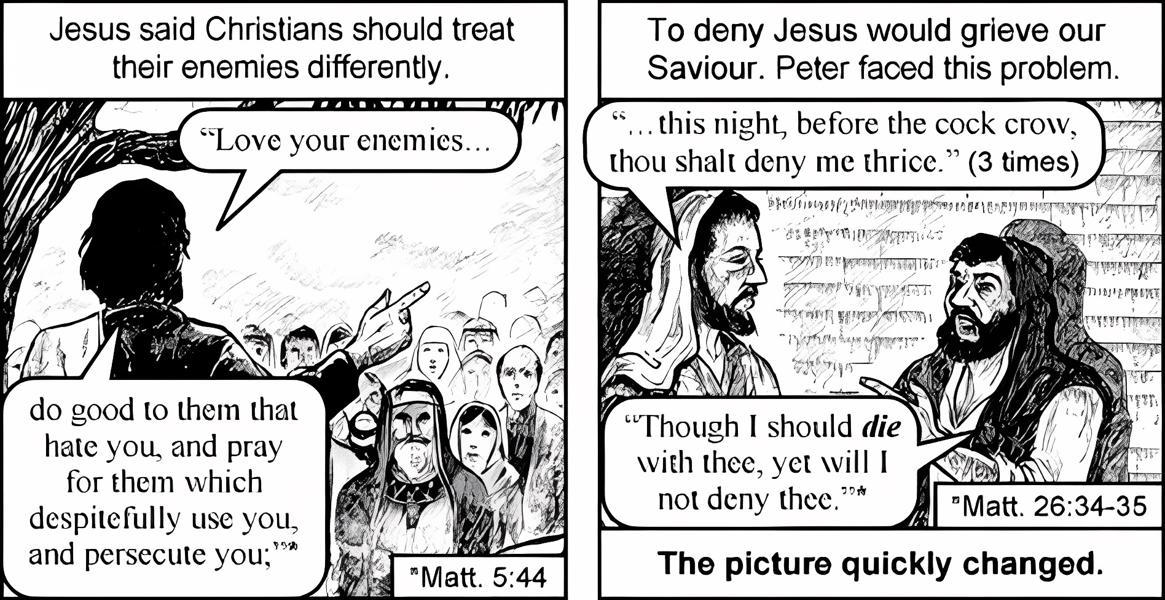 Jesus said Christians should treat
their enemies differently.
“Love your enemies...
do good to them that
hate you, and pray
for them which
despitefully use you,
and persecute you;”*
*Matt. 5:44
To deny Jesus would grieve our
Saviour. Peter faced this problem.
“...this night, before the cock crow,
thou shalt deny me thrice.” (3 times)
“Though I should die
with thee, yet will I
not deny thee.”*
*Matt. 26:34-35
The picture quickly changed.